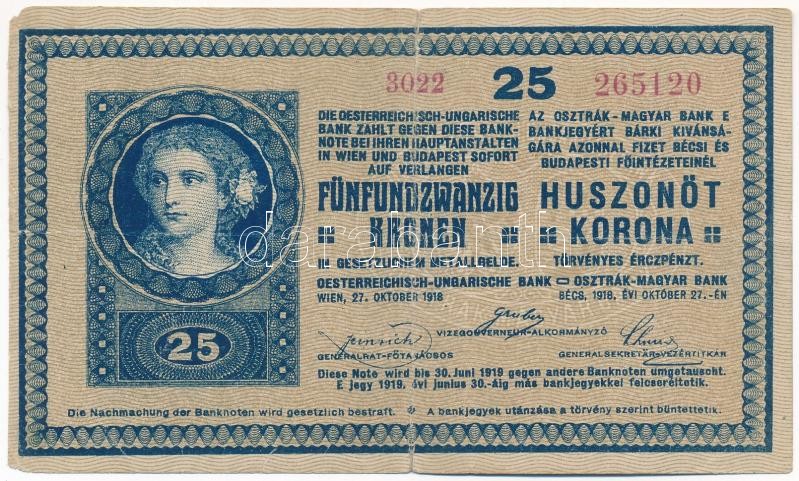 3022 25 265120
DIE OESTERREICHISCH-UNGARISCHE
BANK ZAHLT GEGEN DIESE BANK-
NOTE BEI IHREN HAUPTANSTALTEN
IN WIEN UND BUDAPEST SOFORT
AUF VERLANGEN
FÜNFUNDZWANZIG
KRONEN
IN GESETZLICHEM METALLGELDE.
OESTERREICHISCH-UNGARISCHE BANK
WIEN, 27. OKTOBER 1918
AZ OSZTRÁK-MAGYAR BANK E
BANKJEGYÉRT BÁRKI KIVÁNSÁ-
GÁRA AZONNAL FIZET BÉCSI ÉS
BUDAPESTI FŐINTÉZETEINÉL
HUSZONÖT
KORONA
TÖRVÉNYES ÉRCZPÉNZT.
OSZTRÁK-MAGYAR BANK
BÉCS, 1918. ÉVI OKTÓBER 27.-ÉN
25
Gruber
VIZEGOUVERNEUR-ALKORMÁNYZÓ
GENERALRAT-FŐTANÁCSOS
GENERALSEKRETÄR-VEZÉRTITKÁR
Diese Note wird bis 30. Juni 1919 gegen andere Banknoten umgetauscht.
E jegy 1919. évi junius 30.-áig más bankjegyekkel felcseréltetik.
Die Nachmachung der Banknoten wird gesetzlich bestraft. A bankjegyek utánzása a törvény szerint büntettetik.
darabanth